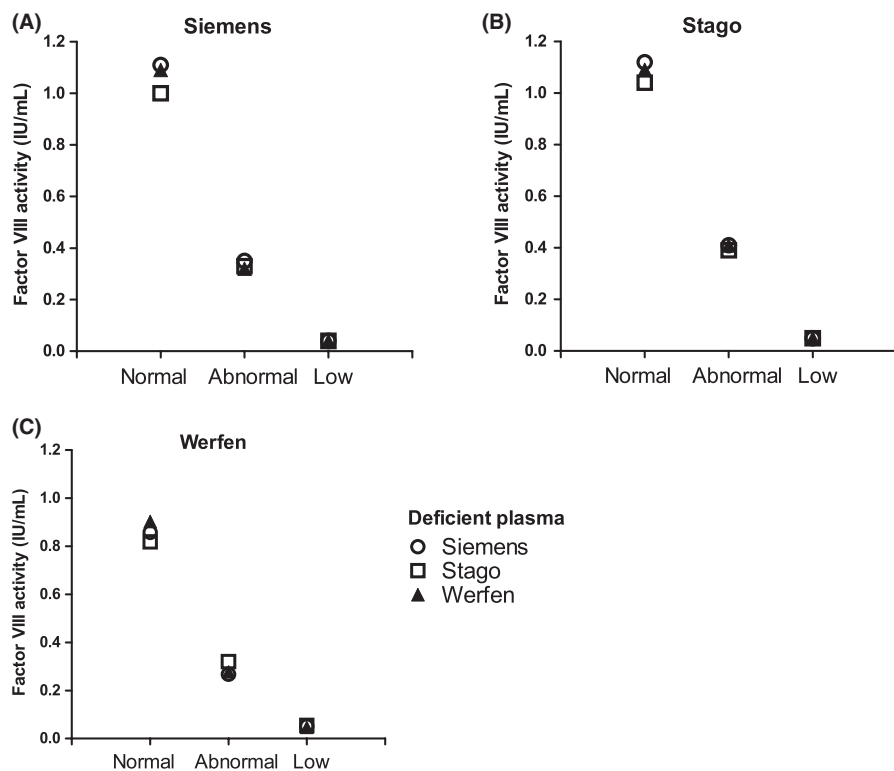 (A)
Siemens
Factor VIII activity (IU/mL)
1.2
1.0
0.8
0.6
0.4
0.2
0.0
Normal Abnormal Low
(B)
Stago
Factor VIII activity (IU/mL)
1.2
1.0
0.8
0.6
0.4
0.2
0.0
Normal Abnormal Low
(C)
Werfen
Factor VIII activity (IU/mL)
1.2
1.0
0.8
0.6
0.4
0.2
0.0
Normal Abnormal Low
Deficient plasma
Siemens
Stago
Werfen